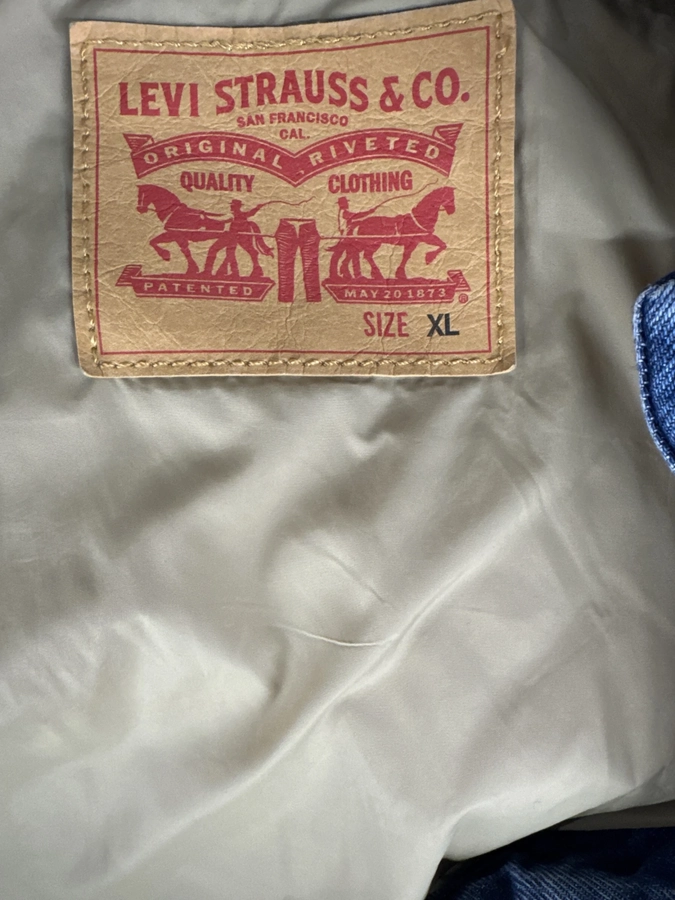 LEVI STRAUSS & CO.
SAN FRANCISCO
CAL.
ORIGINAL RIVETED
QUALITY CLOTHING
PATENTED MAY 20 1873 ®
SIZE XL